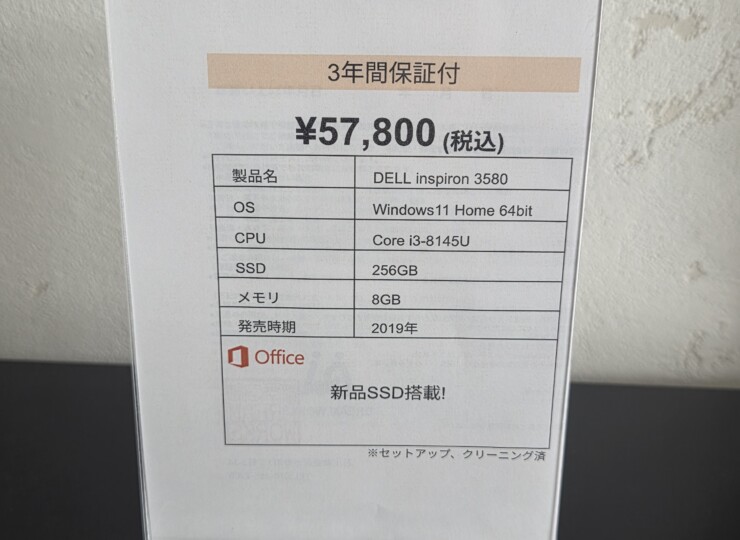 3年間保証付
¥57,800 (税込)
製品名 DELL inspiron 3580
OS Windows11 Home 64bit
CPU Core i3-8145U
SSD 256GB
メモリ 8GB
発売時期 2019年
Office
新品SSD搭載!
※セットアップ、クリーニング済